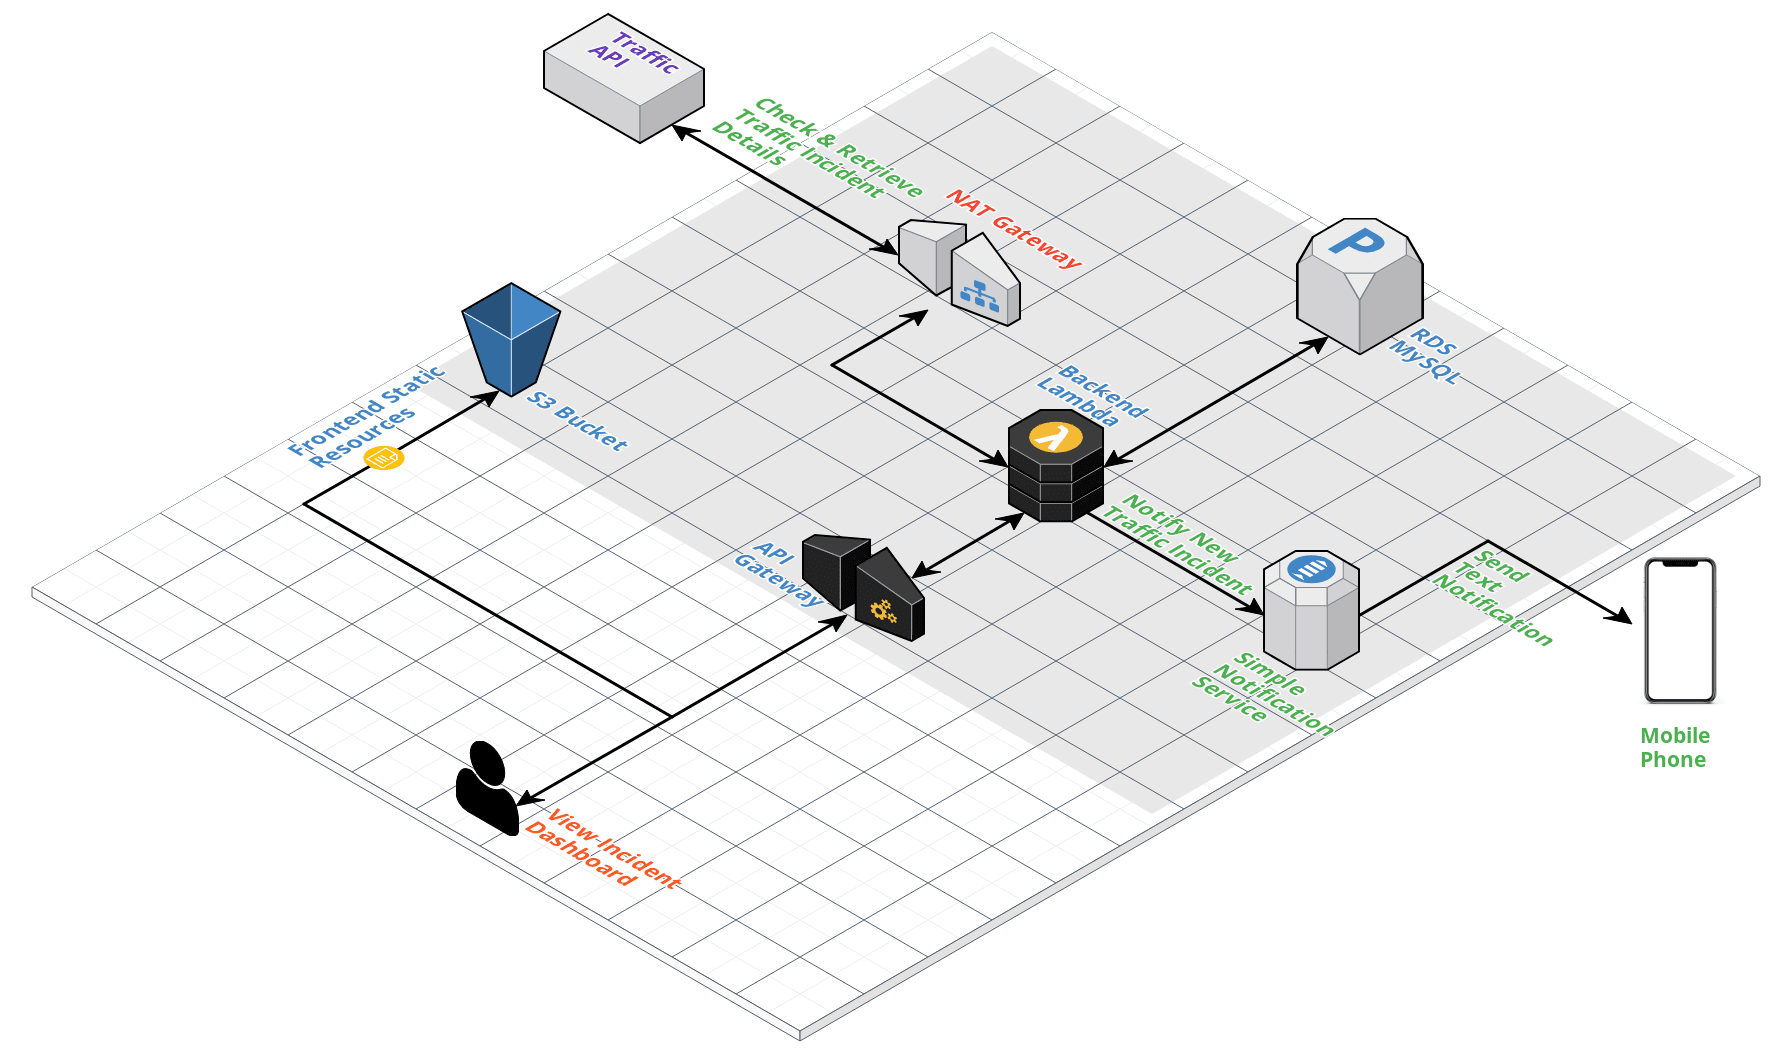 Traffic
API
Check & Retrieve
Traffic Incident
Details
NAT Gateway
P
RDS
MySQL
Frontend Static
Resources
S3 Bucket
Backend
Lambda
λ
API
Gateway
Notify New
Traffic Incident
Send
Text
Notification
Simple
Notification
Service
Mobile
Phone
View Incident
Dashboard